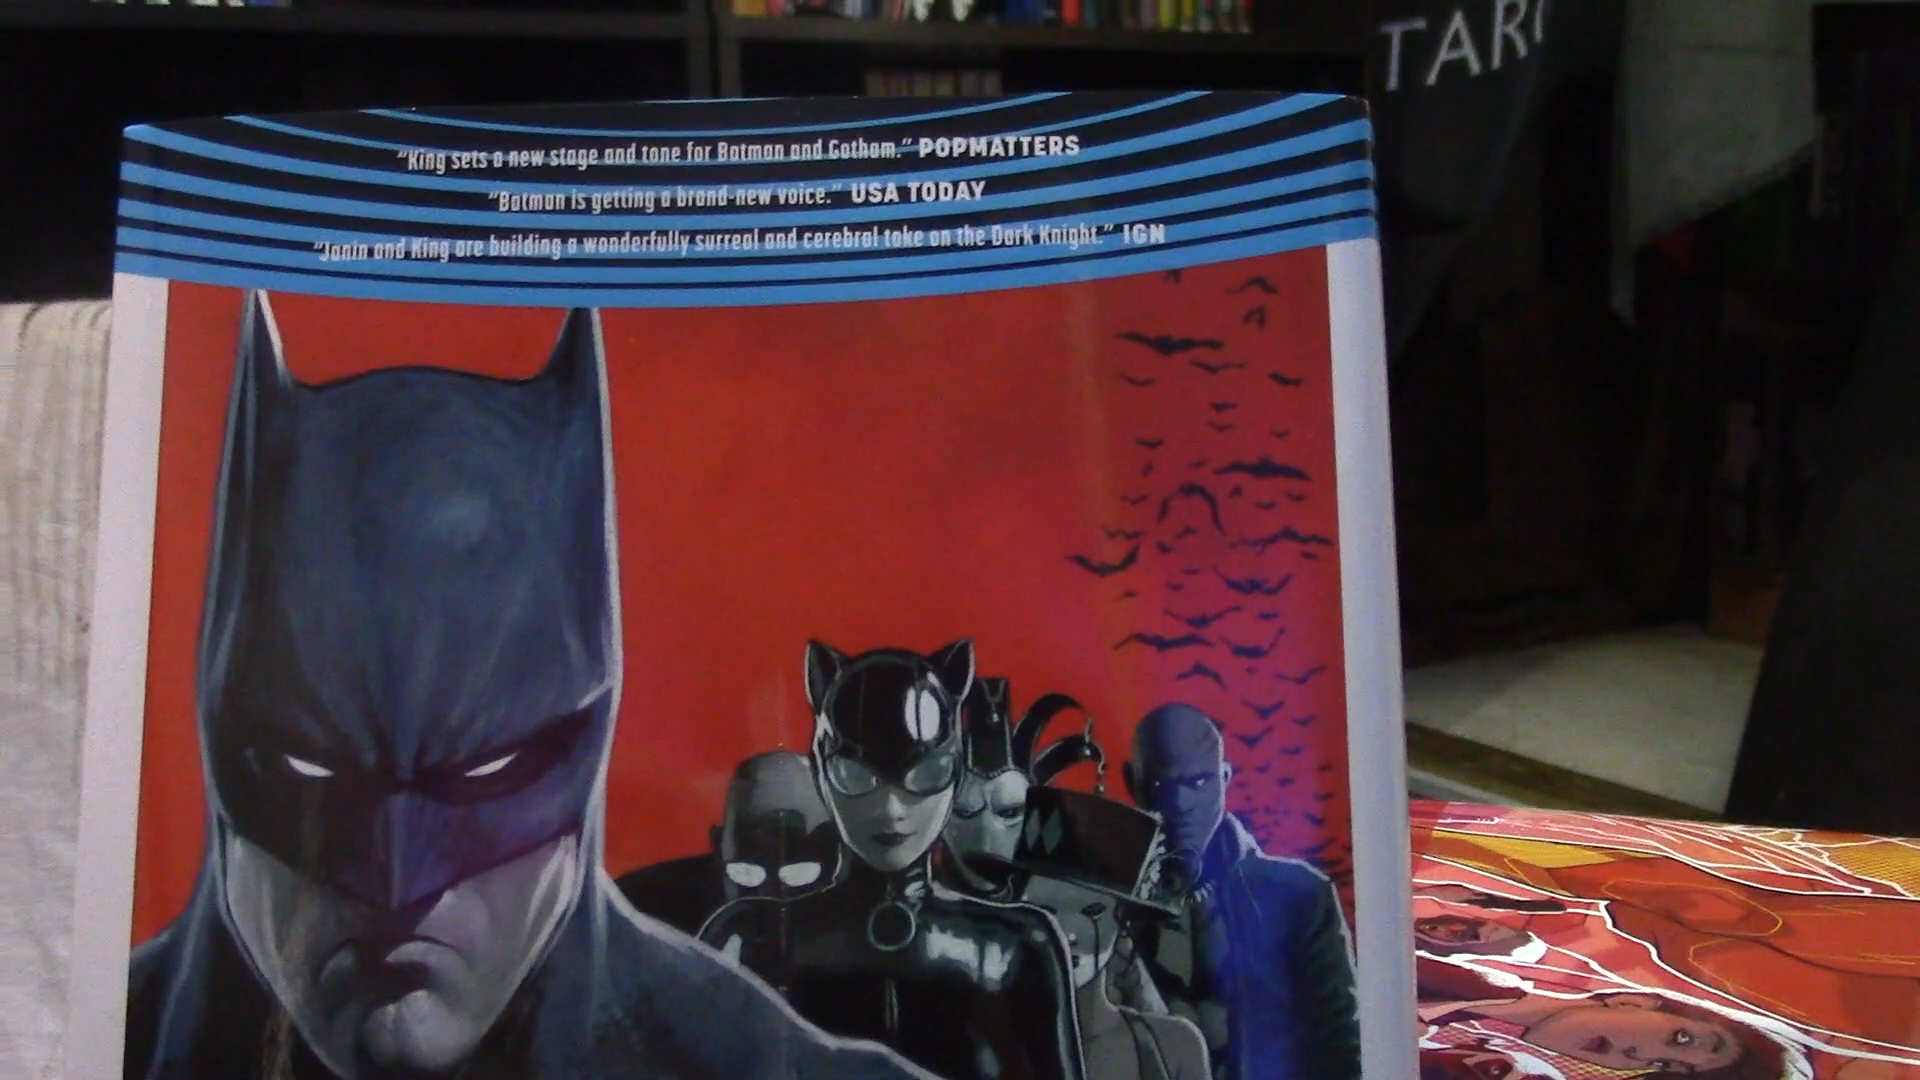 TAR
"King sets a new stage and tone for Batman and Gotham." POPMATTERS
"Batman is getting a brand-new voice." USA TODAY
"Janin and King are building a wonderfully surreal and cerebral take on the Dark Knight." IGN